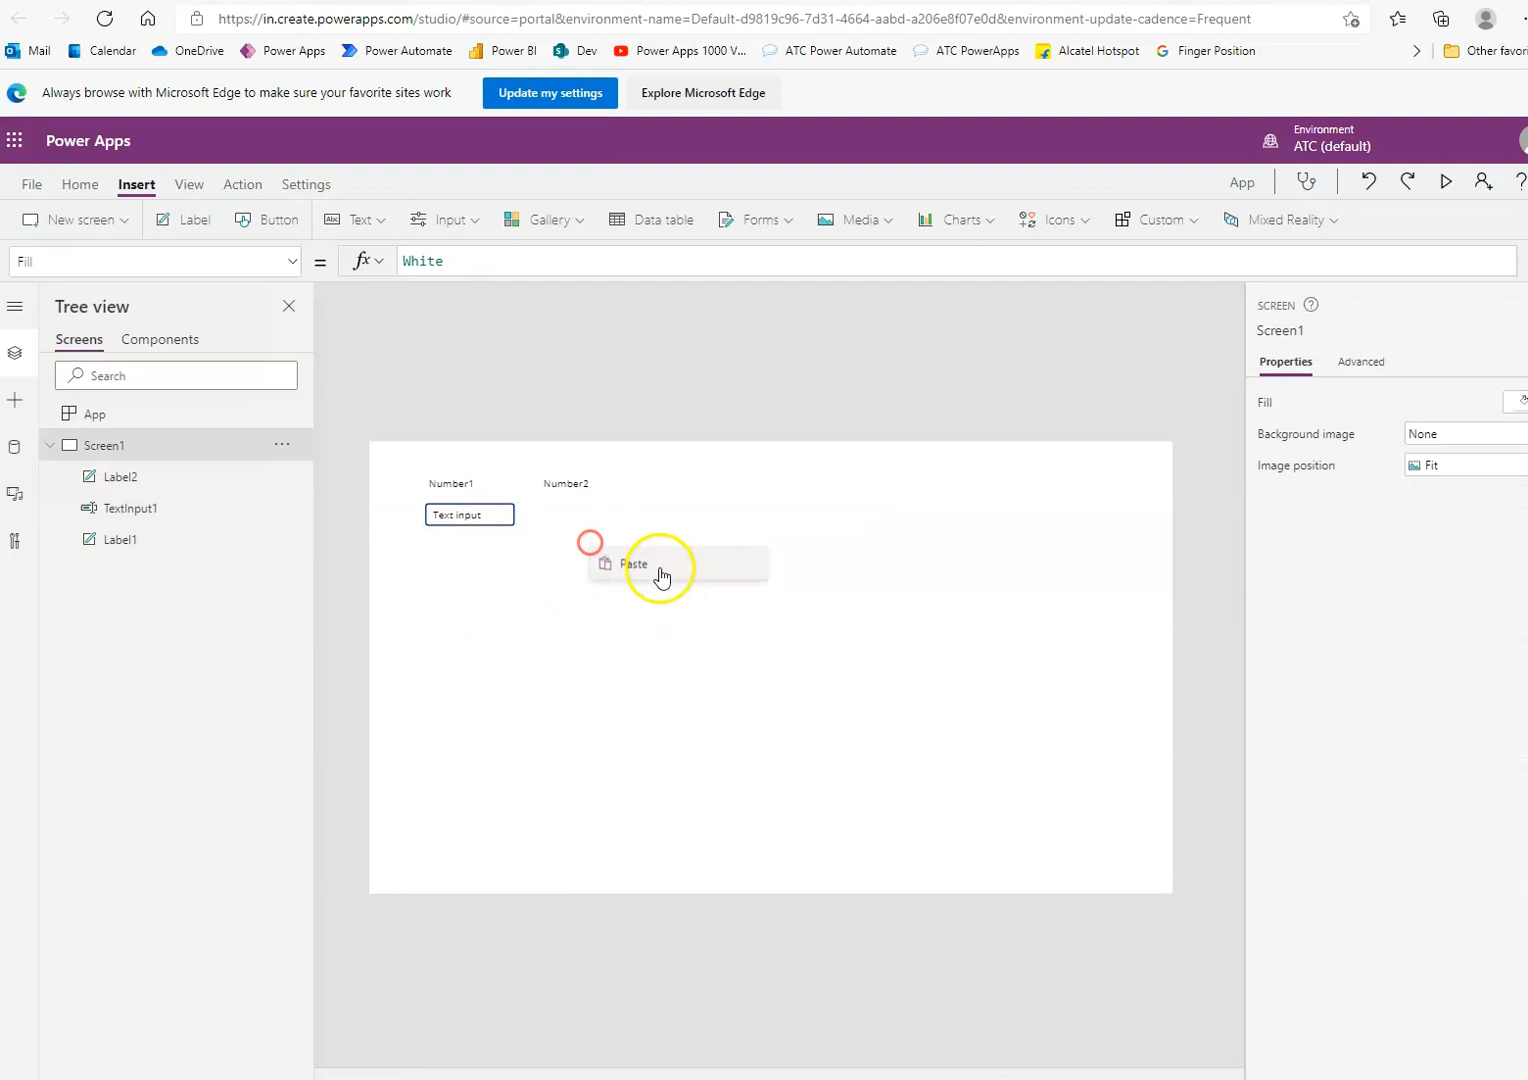 https://in.create.powerapps.com/studio/#source=portal&environment-name=Default-d9819c96-7d31-4664-aabd-a206e8f07e0d&environment-update-cadence=Frequent
Mail Calendar OneDrive Power Apps Power Automate Power BI Dev Power Apps 1000 V... ATC Power Automate ATC PowerApps Alcatel Hotspot Finger Position Other favori
Always browse with Microsoft Edge to make sure your favorite sites work Update my settings Explore Microsoft Edge
Power Apps
Environment
ATC (default)
File Home Insert View Action Settings App
New screen Label Button Text Input Gallery Data table Forms Media Charts Icons Custom Mixed Reality
Fill = fx White
Tree view
Screens Components
Search
App
Screen1
Label2
TextInput1
Label1
Number1 Number2
Text input
Paste
SCREEN
Screen1
Properties Advanced
Fill
Background image None
Image position Fit